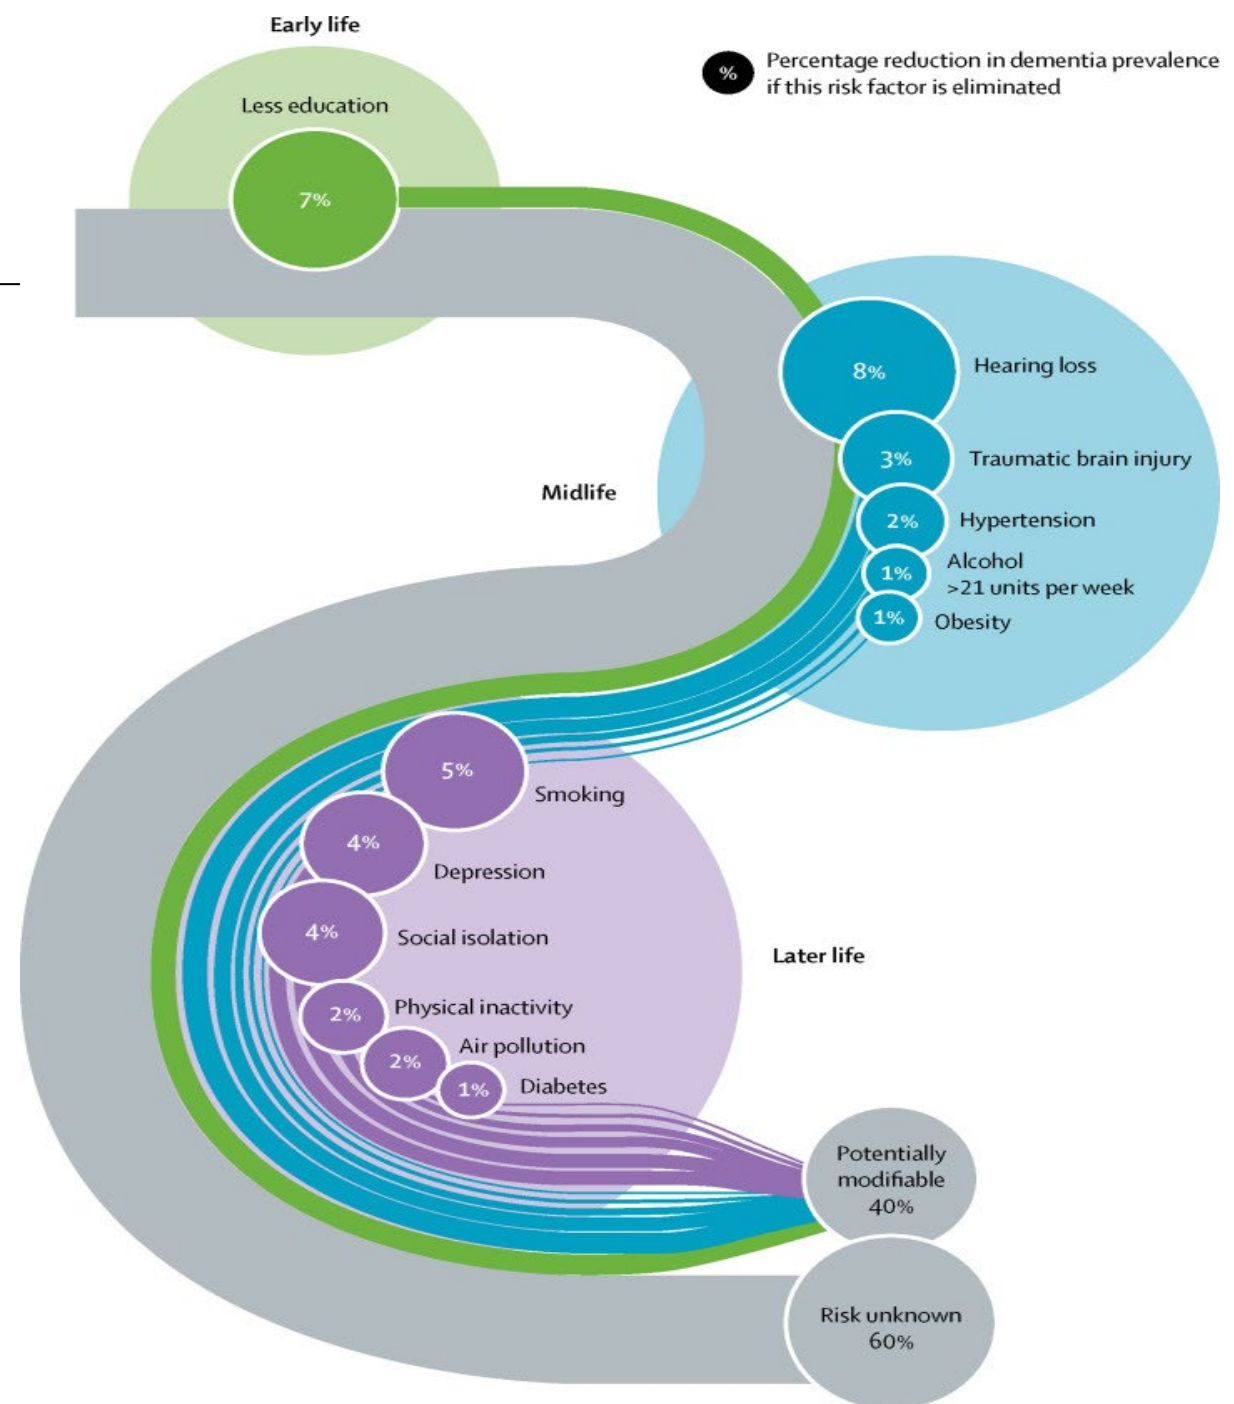 Early life
%
Percentage reduction in dementia prevalence
if this risk factor is eliminated
Less education
7%
8%
Hearing loss
3%
Traumatic brain injury
Midlife
2%
Hypertension
1%
Alcohol
>21 units per week
1%
Obesity
5%
Smoking
4%
Depression
4%
Social isolation
Later life
2%
Physical inactivity
2%
Air pollution
1%
Diabetes
Potentially
modifiable
40%
Risk unknown
60%